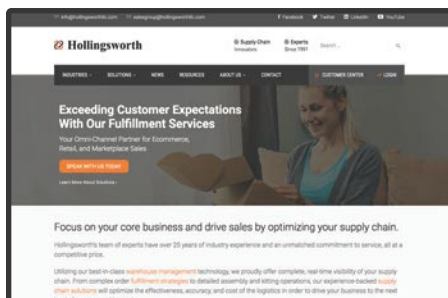 info@hollingsworthllc.com salesgroup@hollingsworthllc.com Facebook Twitter LinkedIn YouTube
Hollingsworth Supply Chain Innovators Experts Since 1991 Search...
INDUSTRIES SOLUTIONS NEWS RESOURCES ABOUT US CONTACT CUSTOMER CENTER LOGIN
Exceeding Customer Expectations
With Our Fulfillment Services
Your Omni-Channel Partner for Ecommerce,
Retail, and Marketplace Sales
SPEAK WITH US TODAY
Learn More About Solutions
Focus on your core business and drive sales by optimizing your supply chain.
Hollingsworth's team of experts have over 25 years of industry experience and an unmatched commitment to service, all at a
competitive price.
Utilizing our best-in-class warehouse management technology, we proudly offer complete, real-time visibility of your supply
chain. From complex order fulfillment strategies to detailed assembly and kitting operations, our experience-backed supply
chain solutions will optimize the effectiveness, accuracy, and cost of the logistics in order to drive your business to the next